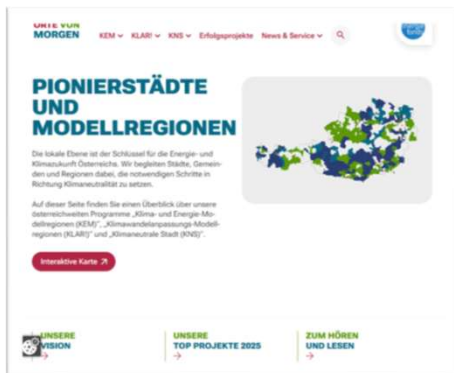 ORTE VON
MORGEN
KEM
KLAR!
KNS
Erfolgsprojekte
News & Service
PIONIERSTÄDTE
UND
MODELLREGIONEN
Die lokale Ebene ist der Schlüssel für die Energie- und
Klimazukunft Österreichs. Wir begleiten Städte, Gemein-
den und Regionen dabei, die notwendigen Schritte in
Richtung Klimaneutralität zu setzen.
Auf dieser Seite finden Sie einen Überblick über unsere
österreichweiten Programme „Klima- und Energie-Mo-
dellregionen (KEM)“, „Klimawandelanpassungs-Modell-
regionen (KLAR!)“ und „Klimaneutrale Stadt (KNS)“.
Interaktive Karte
UNSERE
VISION
UNSERE
TOP PROJEKTE 2025
ZUM HÖREN
UND LESEN